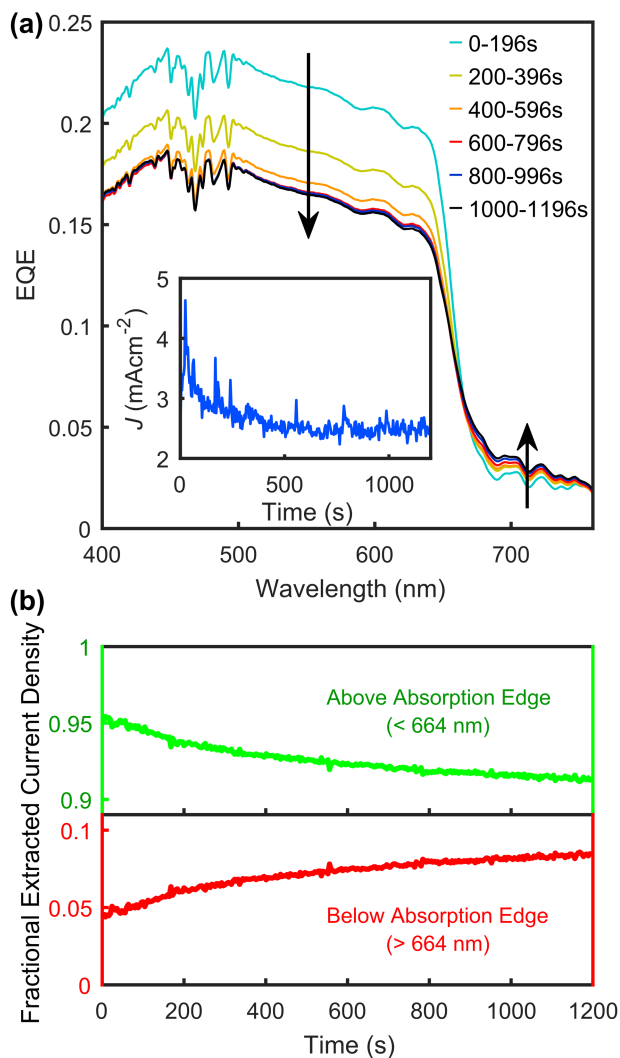 (a)
0.25
0.2
0.15
0.1
0.05
0
EQE
0-196s
200-396s
400-596s
600-796s
800-996s
1000-1196s
5
4
3
2
J (mAcm⁻²)
0 500 1000
Time (s)
400 500 600 700
Wavelength (nm)
(b)
Fractional Extracted Current Density
1
0.95
0.9
Above Absorption Edge
(< 664 nm)
0.1
0.05
0
Below Absorption Edge
(> 664 nm)
0 200 400 600 800 1000 1200
Time (s)